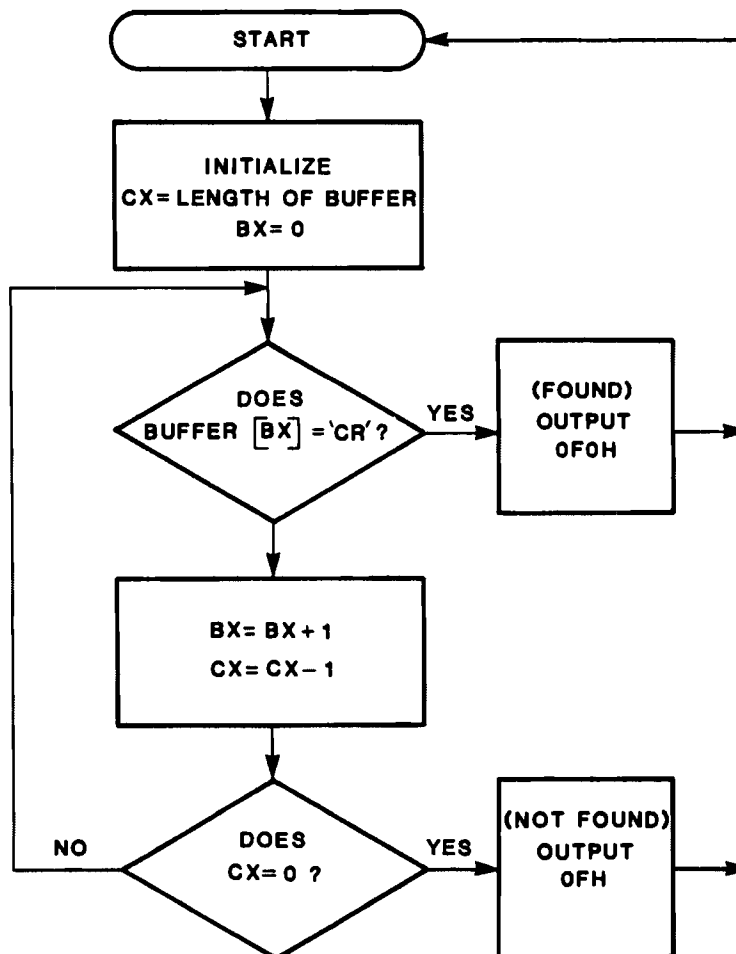 START
INITIALIZE
CX= LENGTH OF BUFFER
BX= 0
DOES
BUFFER [BX] = 'CR' ?
YES
(FOUND)
OUTPUT
0F0H
BX= BX+1
CX= CX-1
DOES
CX= 0 ?
NO
YES
(NOT FOUND)
OUTPUT
0FH